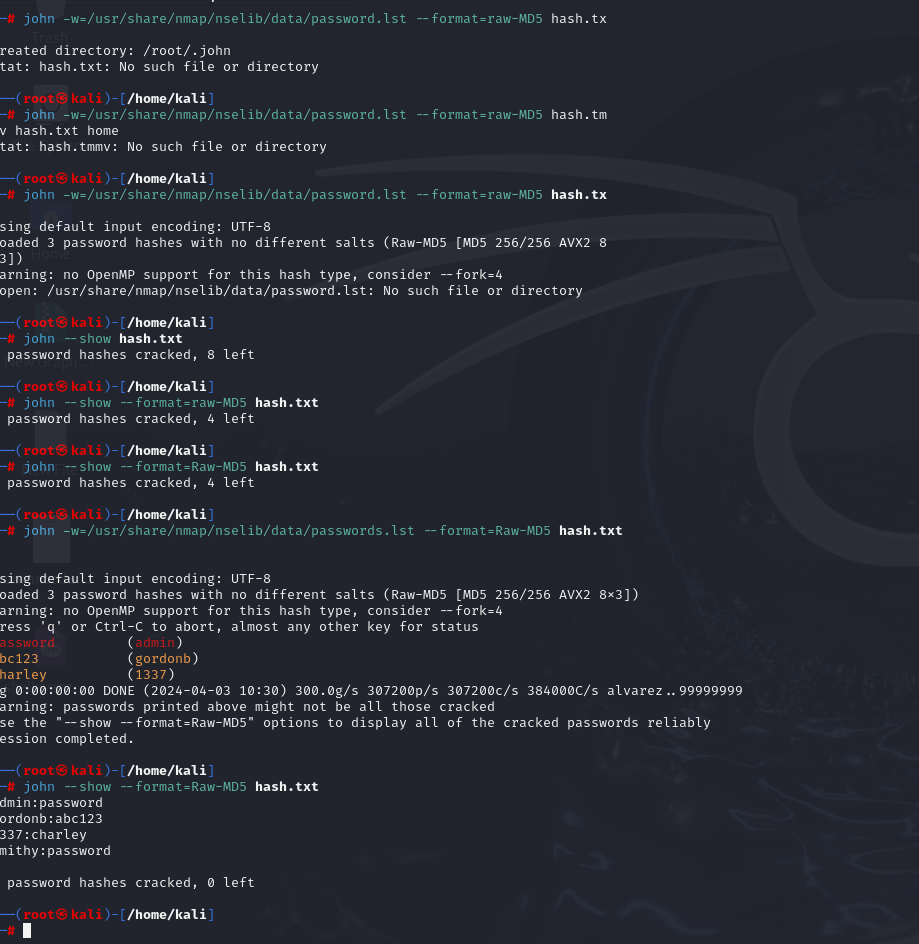 ─# john -w=/usr/share/nmap/nselib/data/password.lst --format=raw-MD5 hash.tx
reated directory: /root/.john
tat: hash.txt: No such file or directory
──(root㉿kali)-[/home/kali]
─# john -w=/usr/share/nmap/nselib/data/password.lst --format=raw-MD5 hash.tm
v hash.txt home
tat: hash.tmmv: No such file or directory
──(root㉿kali)-[/home/kali]
─# john -w=/usr/share/nmap/nselib/data/password.lst --format=raw-MD5 hash.tx
sing default input encoding: UTF-8
oaded 3 password hashes with no different salts (Raw-MD5 [MD5 256/256 AVX2 8
3])
arning: no OpenMP support for this hash type, consider --fork=4
open: /usr/share/nmap/nselib/data/password.lst: No such file or directory
──(root㉿kali)-[/home/kali]
─# john --show hash.txt
password hashes cracked, 8 left
──(root㉿kali)-[/home/kali]
─# john --show --format=raw-MD5 hash.txt
password hashes cracked, 4 left
──(root㉿kali)-[/home/kali]
─# john --show --format=Raw-MD5 hash.txt
password hashes cracked, 4 left
──(root㉿kali)-[/home/kali]
─# john -w=/usr/share/nmap/nselib/data/passwords.lst --format=Raw-MD5 hash.txt
sing default input encoding: UTF-8
oaded 3 password hashes with no different salts (Raw-MD5 [MD5 256/256 AVX2 8×3])
arning: no OpenMP support for this hash type, consider --fork=4
ress 'q' or Ctrl-C to abort, almost any other key for status
assword (admin)
bc123 (gordonb)
harley (1337)
g 0:00:00:00 DONE (2024-04-03 10:30) 300.0g/s 307200p/s 307200c/s 384000C/s alvarez..99999999
arning: passwords printed above might not be all those cracked
se the "--show --format=Raw-MD5" options to display all of the cracked passwords reliably
ession completed.
──(root㉿kali)-[/home/kali]
─# john --show --format=Raw-MD5 hash.txt
dmin:password
ordonb:abc123
337:charley
mithy:password
password hashes cracked, 0 left
──(root㉿kali)-[/home/kali]
─#